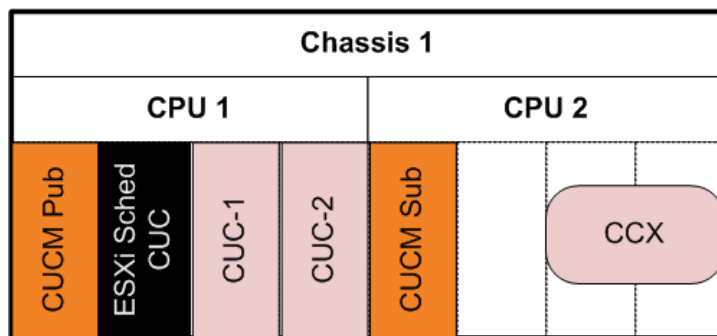 Chassis 1
CPU 1
CPU 2
CUCM Pub
ESXi Sched
CUC
CUC-1
CUC-2
CUCM Sub
CCX